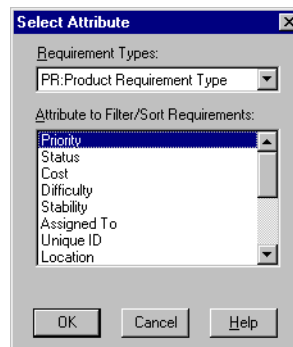 Select Attribute
Requirement Types:
PR:Product Requirement Type
Attribute to Filter/Sort Requirements:
Priority
Status
Cost
Difficulty
Stability
Assigned To
Unique ID
Location
OK Cancel Help